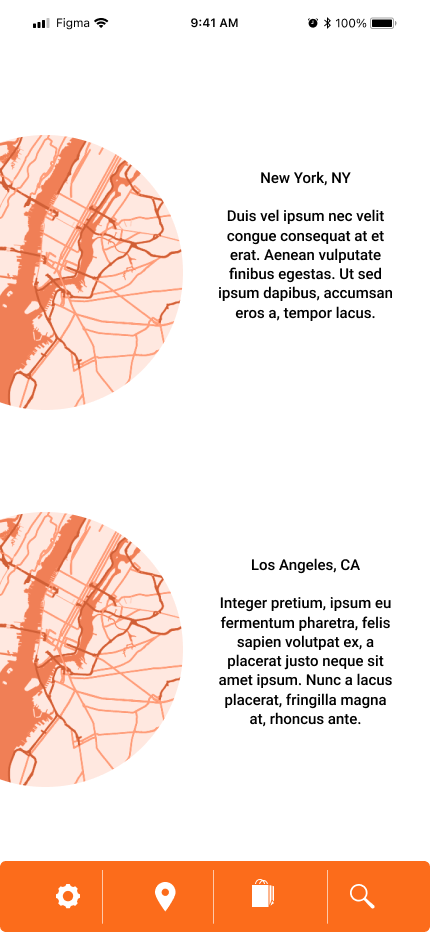 Figma 9:41 AM 100%
New York, NY
Duis vel ipsum nec velit
congue consequat at et
erat. Aenean vulputate
finibus egestas. Ut sed
ipsum dapibus, accumsan
eros a, tempor lacus.
Los Angeles, CA
Integer pretium, ipsum eu
fermentum pharetra, felis
sapien volutpat ex, a
placerat justo neque sit
amet ipsum. Nunc a lacus
placerat, fringilla magna
at, rhoncus ante.